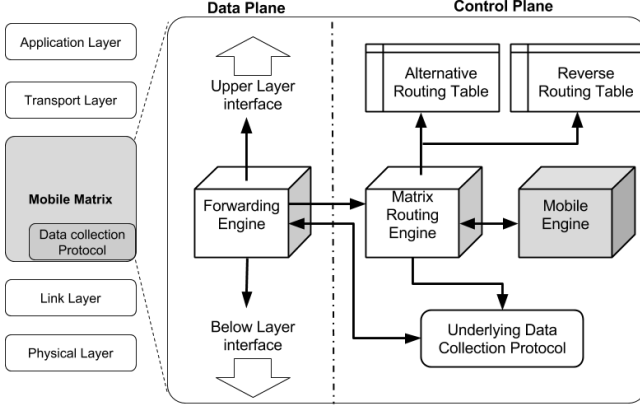 Data Plane
Control Plane
Application Layer
Transport Layer
Mobile Matrix
Data collection
Protocol
Link Layer
Physical Layer
Upper Layer
interface
Forwarding
Engine
Below Layer
interface
Alternative
Routing Table
Reverse
Routing Table
Matrix
Routing
Engine
Mobile
Engine
Underlying Data
Collection Protocol